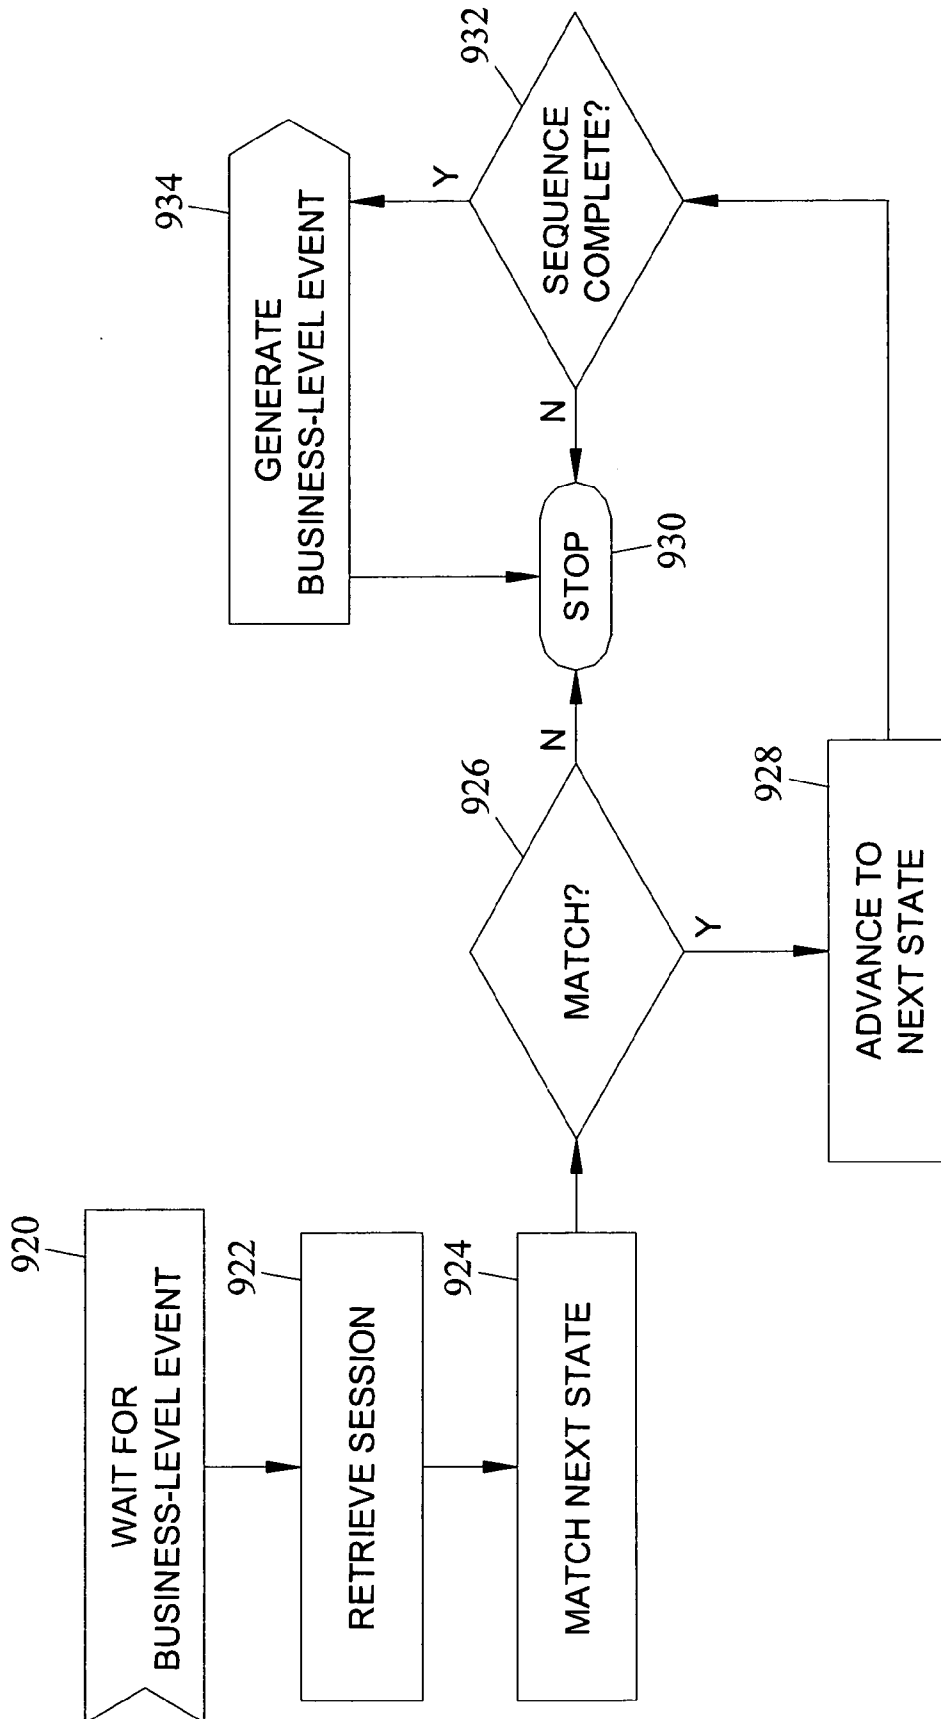 920
WAIT FOR
BUSINESS-LEVEL EVENT
922
RETRIEVE SESSION
924
MATCH NEXT STATE
926
MATCH?
N
Y
928
ADVANCE TO
NEXT STATE
STOP
930
932
SEQUENCE
COMPLETE?
N
Y
934
GENERATE
BUSINESS-LEVEL EVENT